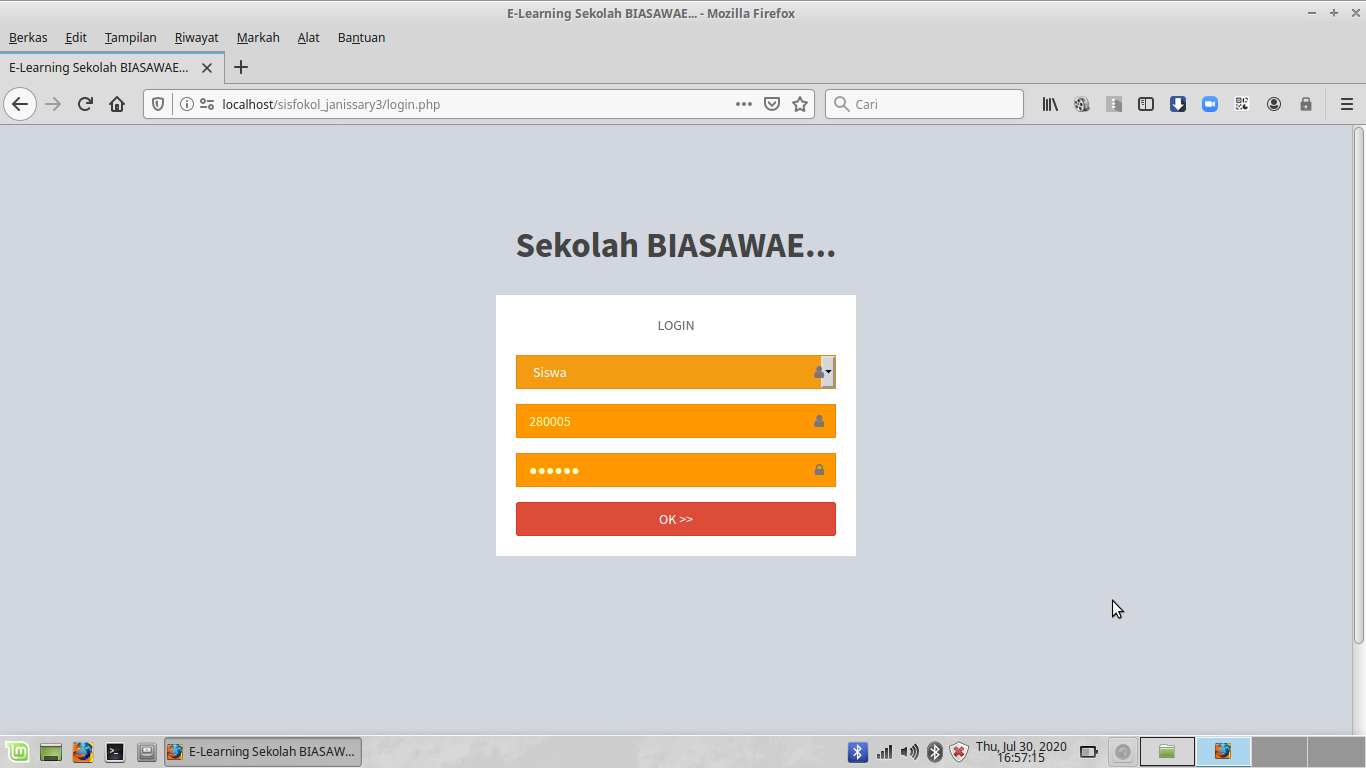 E-Learning Sekolah BIASAWAE... - Mozilla Firefox
Berkas Edit Tampilan Riwayat Markah Alat Bantuan
E-Learning Sekolah BIASAWAE...
localhost/sisfokol_janissary3/login.php
Cari
Sekolah BIASAWAE...
LOGIN
Siswa
280005
●●●●●●
OK >>
E-Learning Sekolah BIASAW...
Thu, Jul 30, 2020
16:57:15